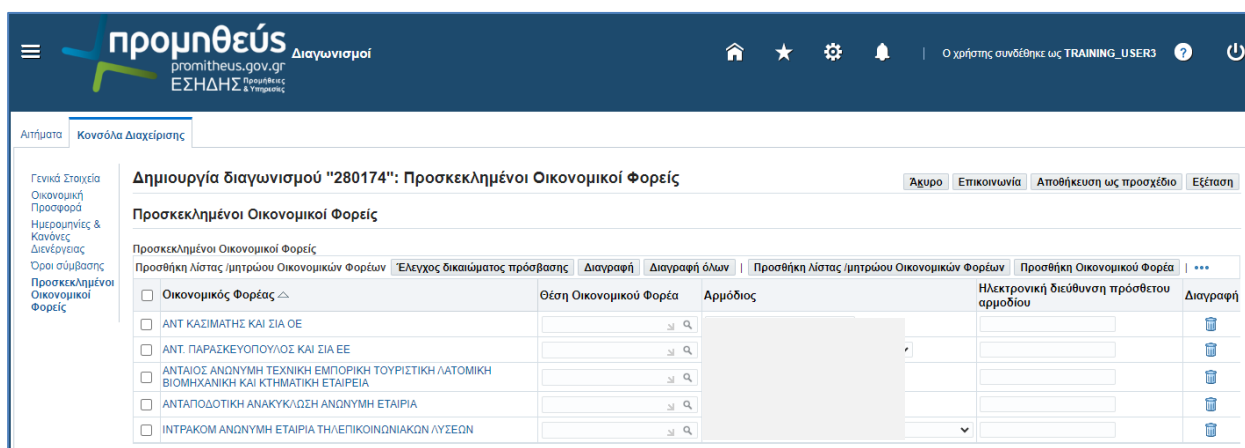 προμηθεύς
promitheus.gov.gr
ΕΣΗΔΗΣ Προμήθειες & Υπηρεσίες
Διαγωνισμοί
Ο χρήστης συνδέθηκε ως TRAINING_USER3
?
Αιτήματα Κονσόλα Διαχείρισης
Γενικά Στοιχεία
Οικονομική
Προσφορά
Ημερομηνίες &
Κανόνες
Διενέργειας
Όροι σύμβασης
Προσκεκλημένοι
Οικονομικοί
Φορείς
Δημιουργία διαγωνισμού "280174": Προσκεκλημένοι Οικονομικοί Φορείς
Άκυρο Επικοινωνία Αποθήκευση ως προσχέδιο Εξέταση
Προσκεκλημένοι Οικονομικοί Φορείς
Προσκεκλημένοι Οικονομικοί Φορείς
Προσθήκη Λίστας /μητρώου Οικονομικών Φορέων Έλεγχος δικαιώματος πρόσβασης Διαγραφή Διαγραφή όλων | Προσθήκη Λίστας /μητρώου Οικονομικών Φορέων Προσθήκη Οικονομικού Φορέα | •••
Οικονομικός Φορέας Θέση Οικονομικού Φορέα Αρμόδιος Ηλεκτρονική διεύθυνση πρόσθετου αρμοδίου Διαγραφή
ΑΝΤ ΚΑΣΙΜΑΤΗΣ ΚΑΙ ΣΙΑ ΟΕ
ΑΝΤ. ΠΑΡΑΣΚΕΥΟΠΟΥΛΟΣ ΚΑΙ ΣΙΑ ΕΕ
ΑΝΤΑΙΟΣ ΑΝΩΝΥΜΗ ΤΕΧΝΙΚΗ ΕΜΠΟΡΙΚΗ ΤΟΥΡΙΣΤΙΚΗ ΛΑΤΟΜΙΚΗ
ΒΙΟΜΗΧΑΝΙΚΗ ΚΑΙ ΚΤΗΜΑΤΙΚΗ ΕΤΑΙΡΕΙΑ
ΑΝΤΑΠΟΔΟΤΙΚΗ ΑΝΑΚΥΚΛΩΣΗ ΑΝΩΝΥΜΗ ΕΤΑΙΡΙΑ
ΙΝΤΡΑΚΟΜ ΑΝΩΝΥΜΗ ΕΤΑΙΡΙΑ ΤΗΛΕΠΙΚΟΙΝΩΝΙΑΚΩΝ ΛΥΣΕΩΝ